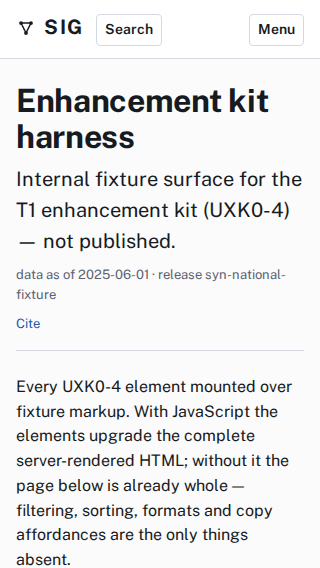 SIG
Search
Menu
Enhancement kit
harness
Internal fixture surface for the
T1 enhancement kit (UXK0-4)
— not published.
data as of 2025-06-01 · release syn-national-
fixture
Cite
Every UXK0-4 element mounted over
fixture markup. With JavaScript the
elements upgrade the complete
server-rendered HTML; without it the
page below is already whole —
filtering, sorting, formats and copy
affordances are the only things
absent.